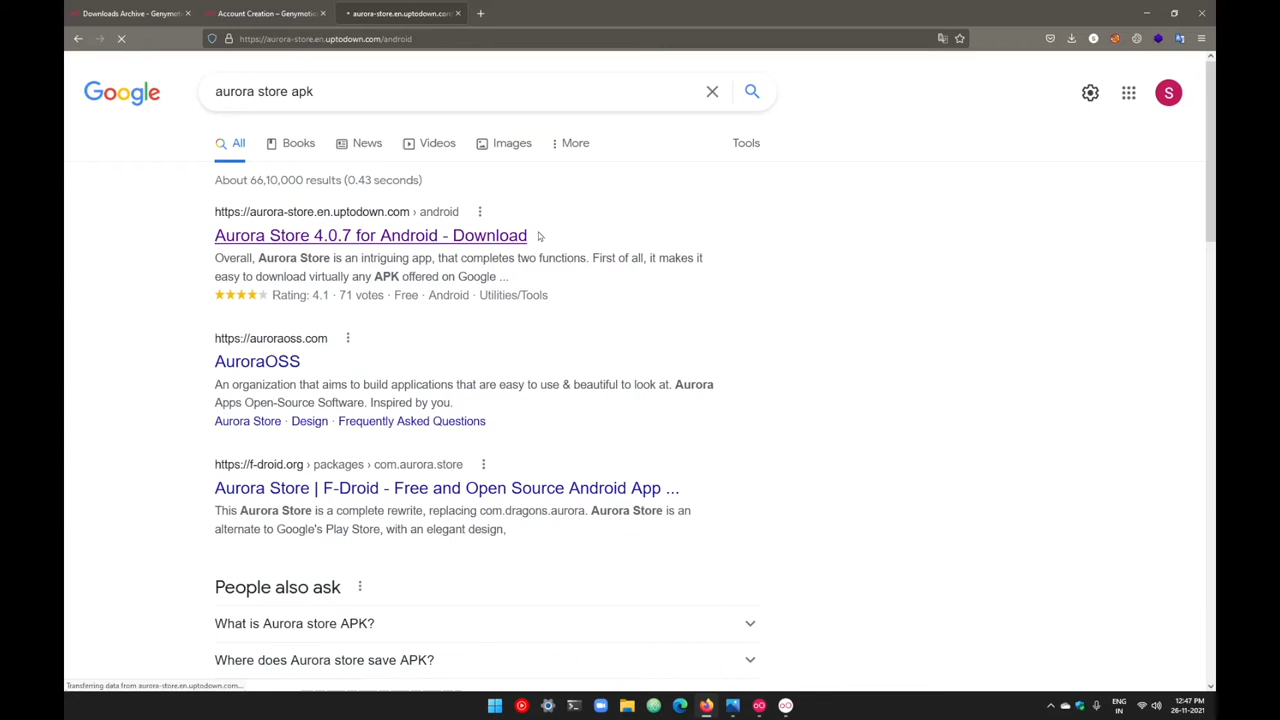 Downloads Archive - Genymot
Account Creation – Genymotio
aurora-store.en.uptodown.com/
https://aurora-store.en.uptodown.com/android
Google
aurora store apk
S
All
Books
News
Videos
Images
More
Tools
About 66,10,000 results (0.43 seconds)
https://aurora-store.en.uptodown.com › android
Aurora Store 4.0.7 for Android - Download
Overall, Aurora Store is an intriguing app, that completes two functions. First of all, it makes it
easy to download virtually any APK offered on Google ...
Rating: 4.1 · 71 votes · Free · Android · Utilities/Tools
https://auroraoss.com
AuroraOSS
An organization that aims to build applications that are easy to use & beautiful to look at. Aurora
Apps Open-Source Software. Inspired by you.
Aurora Store · Design · Frequently Asked Questions
https://f-droid.org › packages › com.aurora.store
Aurora Store | F-Droid - Free and Open Source Android App ...
This Aurora Store is a complete rewrite, replacing com.dragons.aurora. Aurora Store is an
alternate to Google's Play Store, with an elegant design,
People also ask
What is Aurora store APK?
Where does Aurora store save APK?
Transferring data from aurora-store.en.uptodown.com...
ENG
IN
12:47 PM
26-11-2021